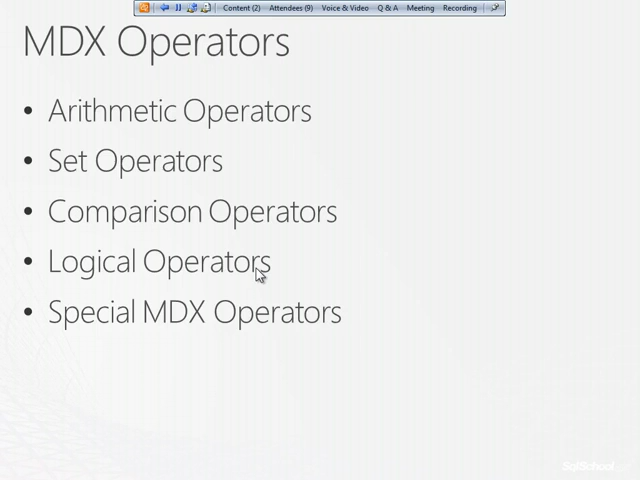 Content (2) Attendees (9) Voice & Video Q & A Meeting Recording
MDX Operators
• Arithmetic Operators
• Set Operators
• Comparison Operators
• Logical Operators
• Special MDX Operators
SqlSchool